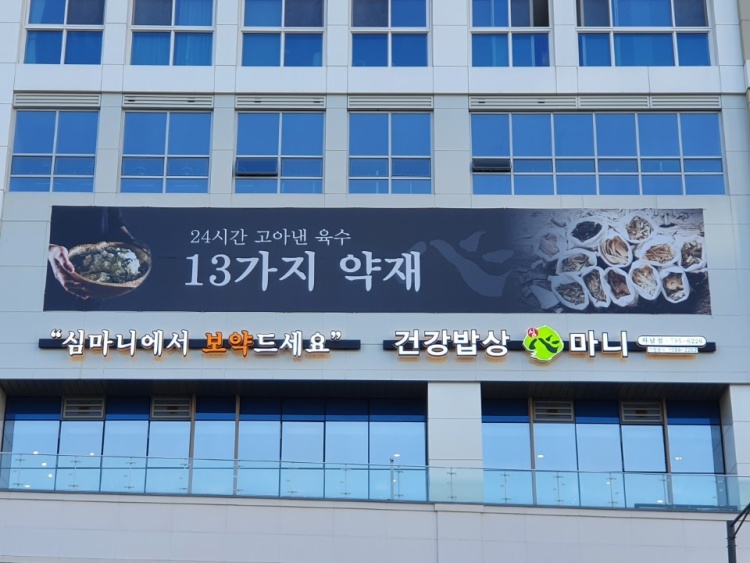 24시간 고아낸 육수
13가지 약재
“심마니에서 보약드세요”
건강밥상 心 마니